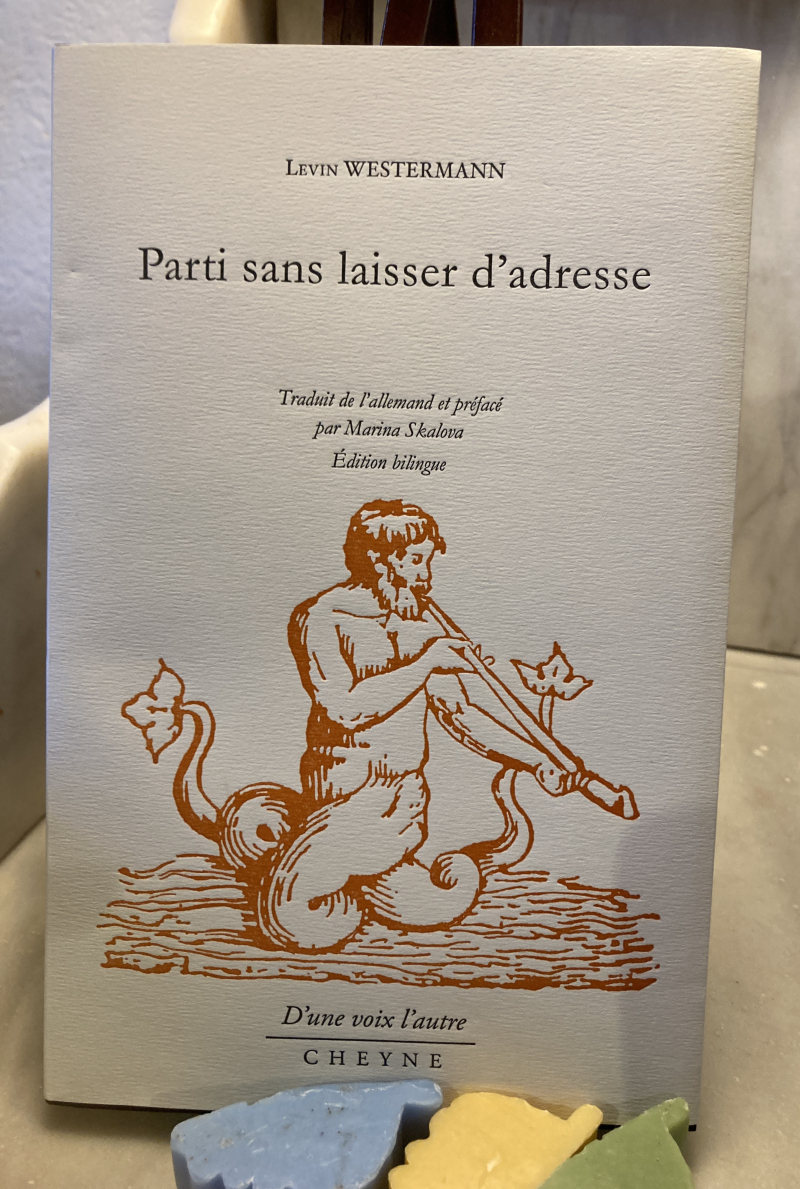 Levin WESTERMANN
Parti sans laisser d’adresse
Traduit de l’allemand et préfacé
par Marina Skalova
Édition bilingue
D’une voix l’autre
CHEYNE